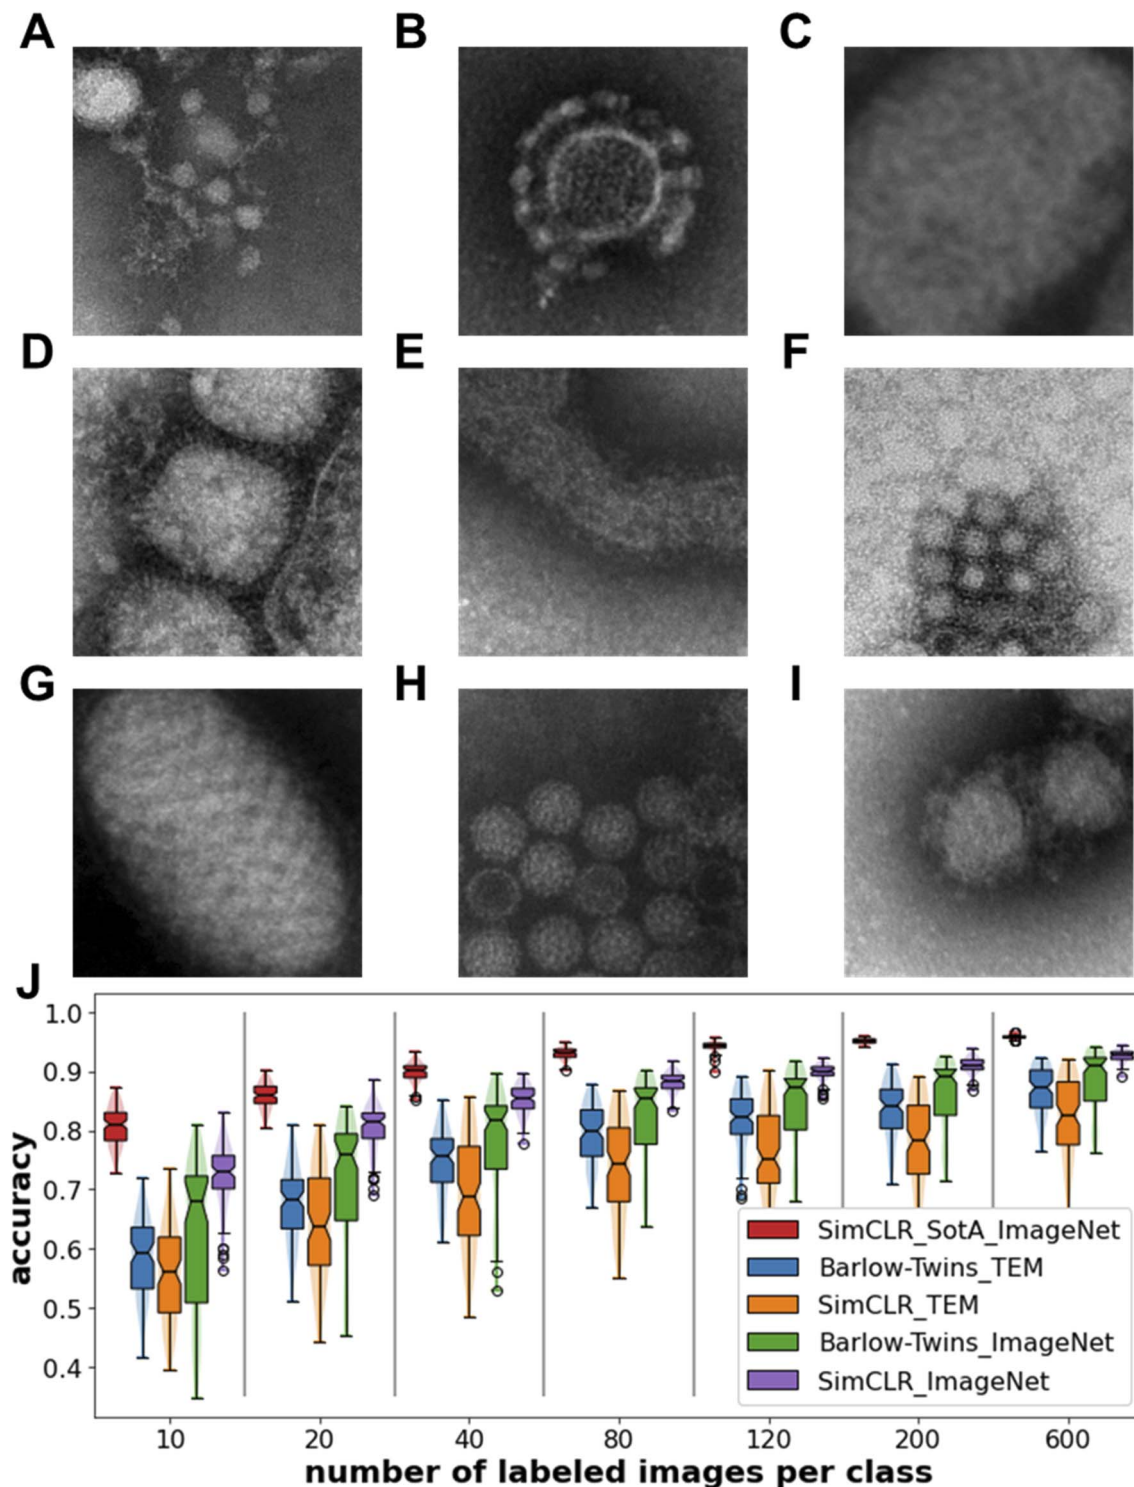 A B C
D E F
G H I
J
1.0
0.9
0.8
0.7
0.6
0.5
0.4
accuracy
10 20 40 80 120 200 600
number of labeled images per class
SimCLR_SotA_ImageNet
Barlow-Twins_TEM
SimCLR_TEM
Barlow-Twins_ImageNet
SimCLR_ImageNet